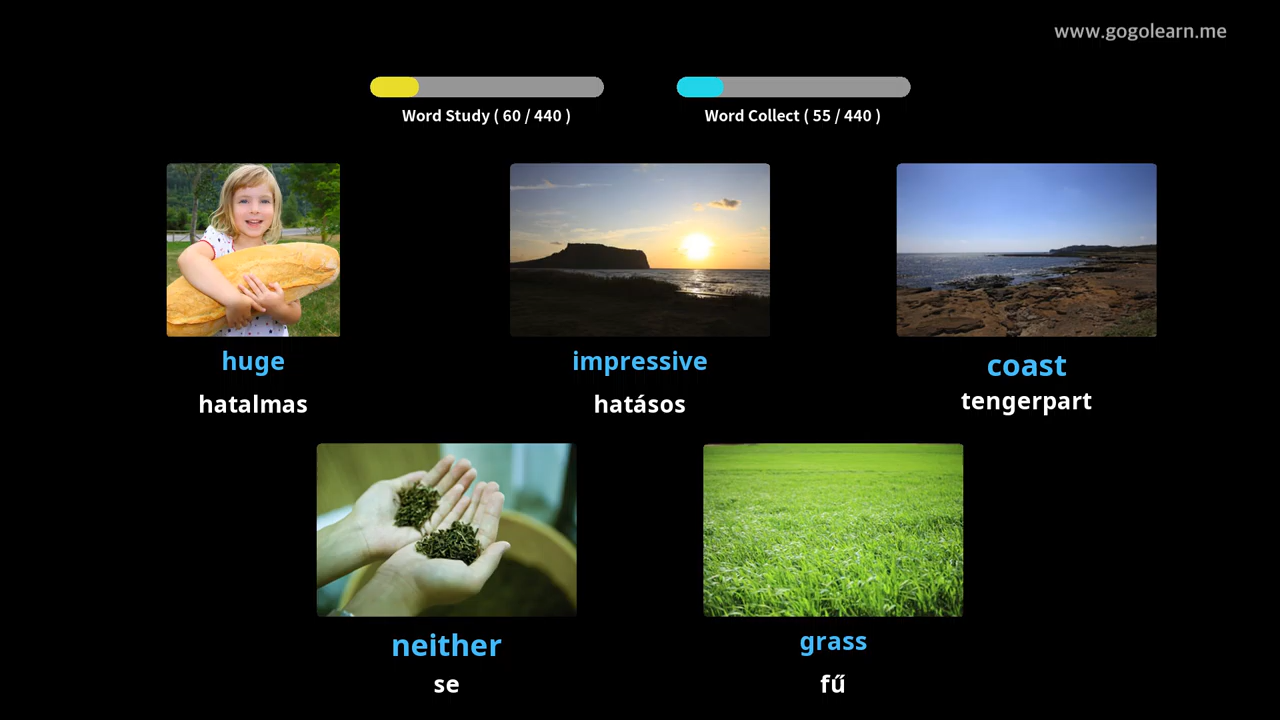 www.gogolearn.me
Word Study ( 60 / 440 )
Word Collect ( 55 / 440 )
huge
hatalmas
impressive
hatásos
coast
tengerpart
neither
se
grass
fű